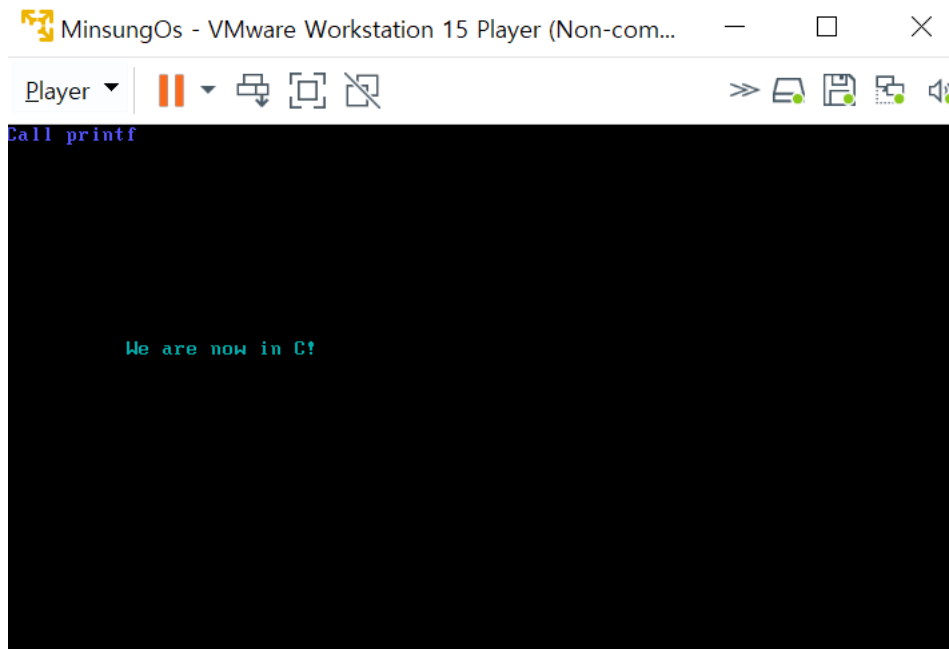 MinsungOs - VMware Workstation 15 Player (Non-com...
Player
Call printf
We are now in C!